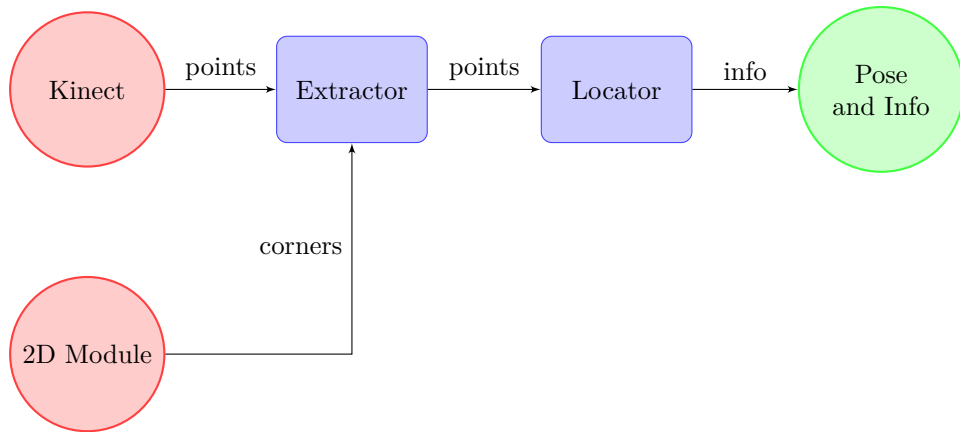 Kinect
points
Extractor
points
Locator
info
Pose
and Info
corners
2D Module